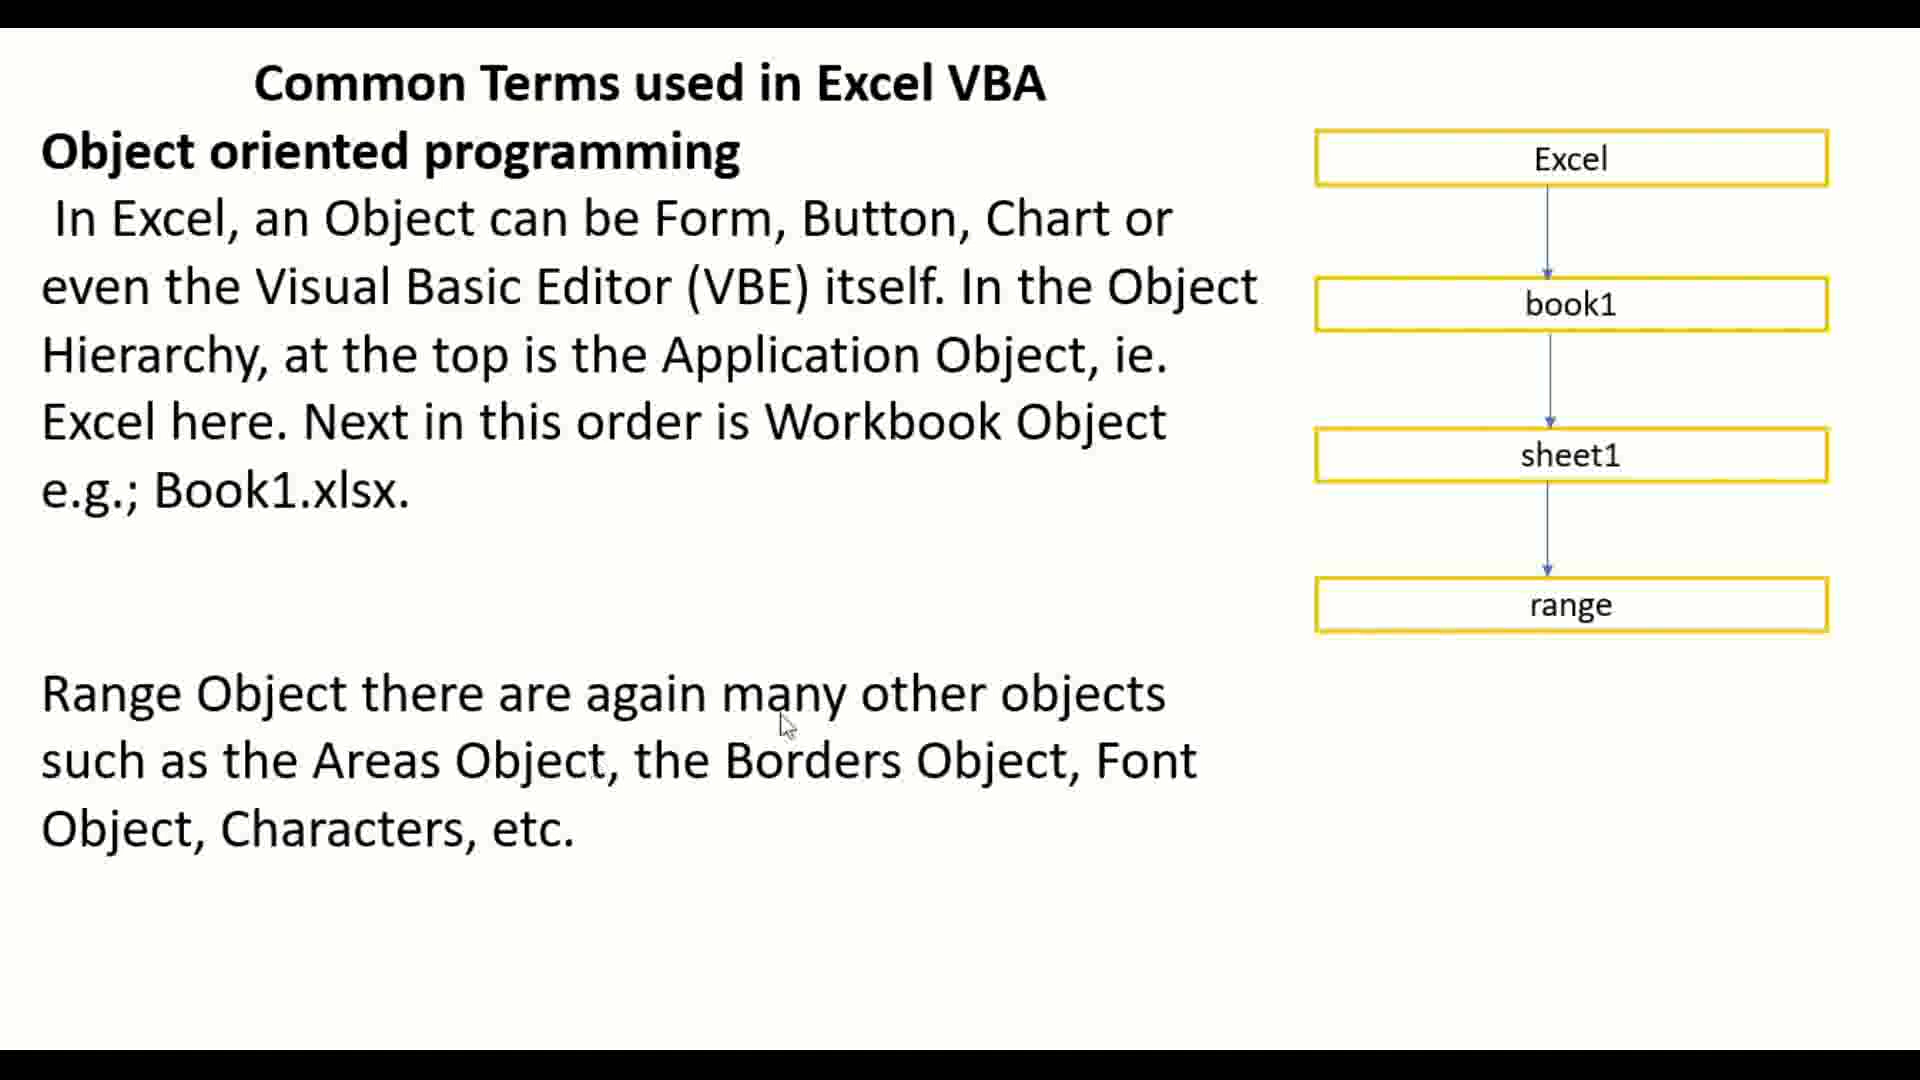 Common Terms used in Excel VBA
Object oriented programming
In Excel, an Object can be Form, Button, Chart or
even the Visual Basic Editor (VBE) itself. In the Object
Hierarchy, at the top is the Application Object, ie.
Excel here. Next in this order is Workbook Object
e.g.; Book1.xlsx.
Range Object there are again many other objects
such as the Areas Object, the Borders Object, Font
Object, Characters, etc.
Excel
book1
sheet1
range